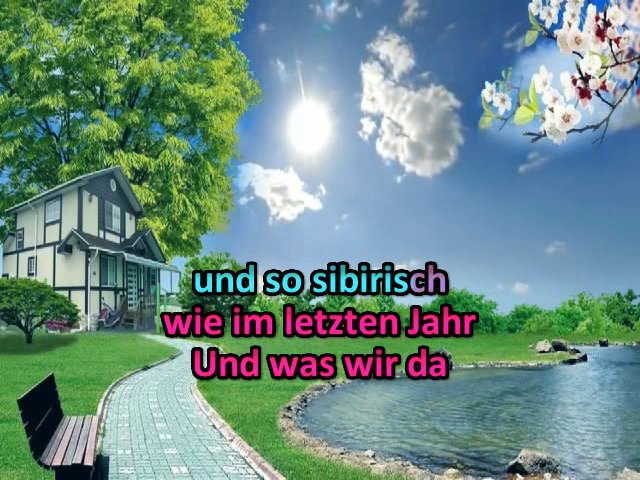 und so sibirisch
wie im letzten Jahr
Und was wir da